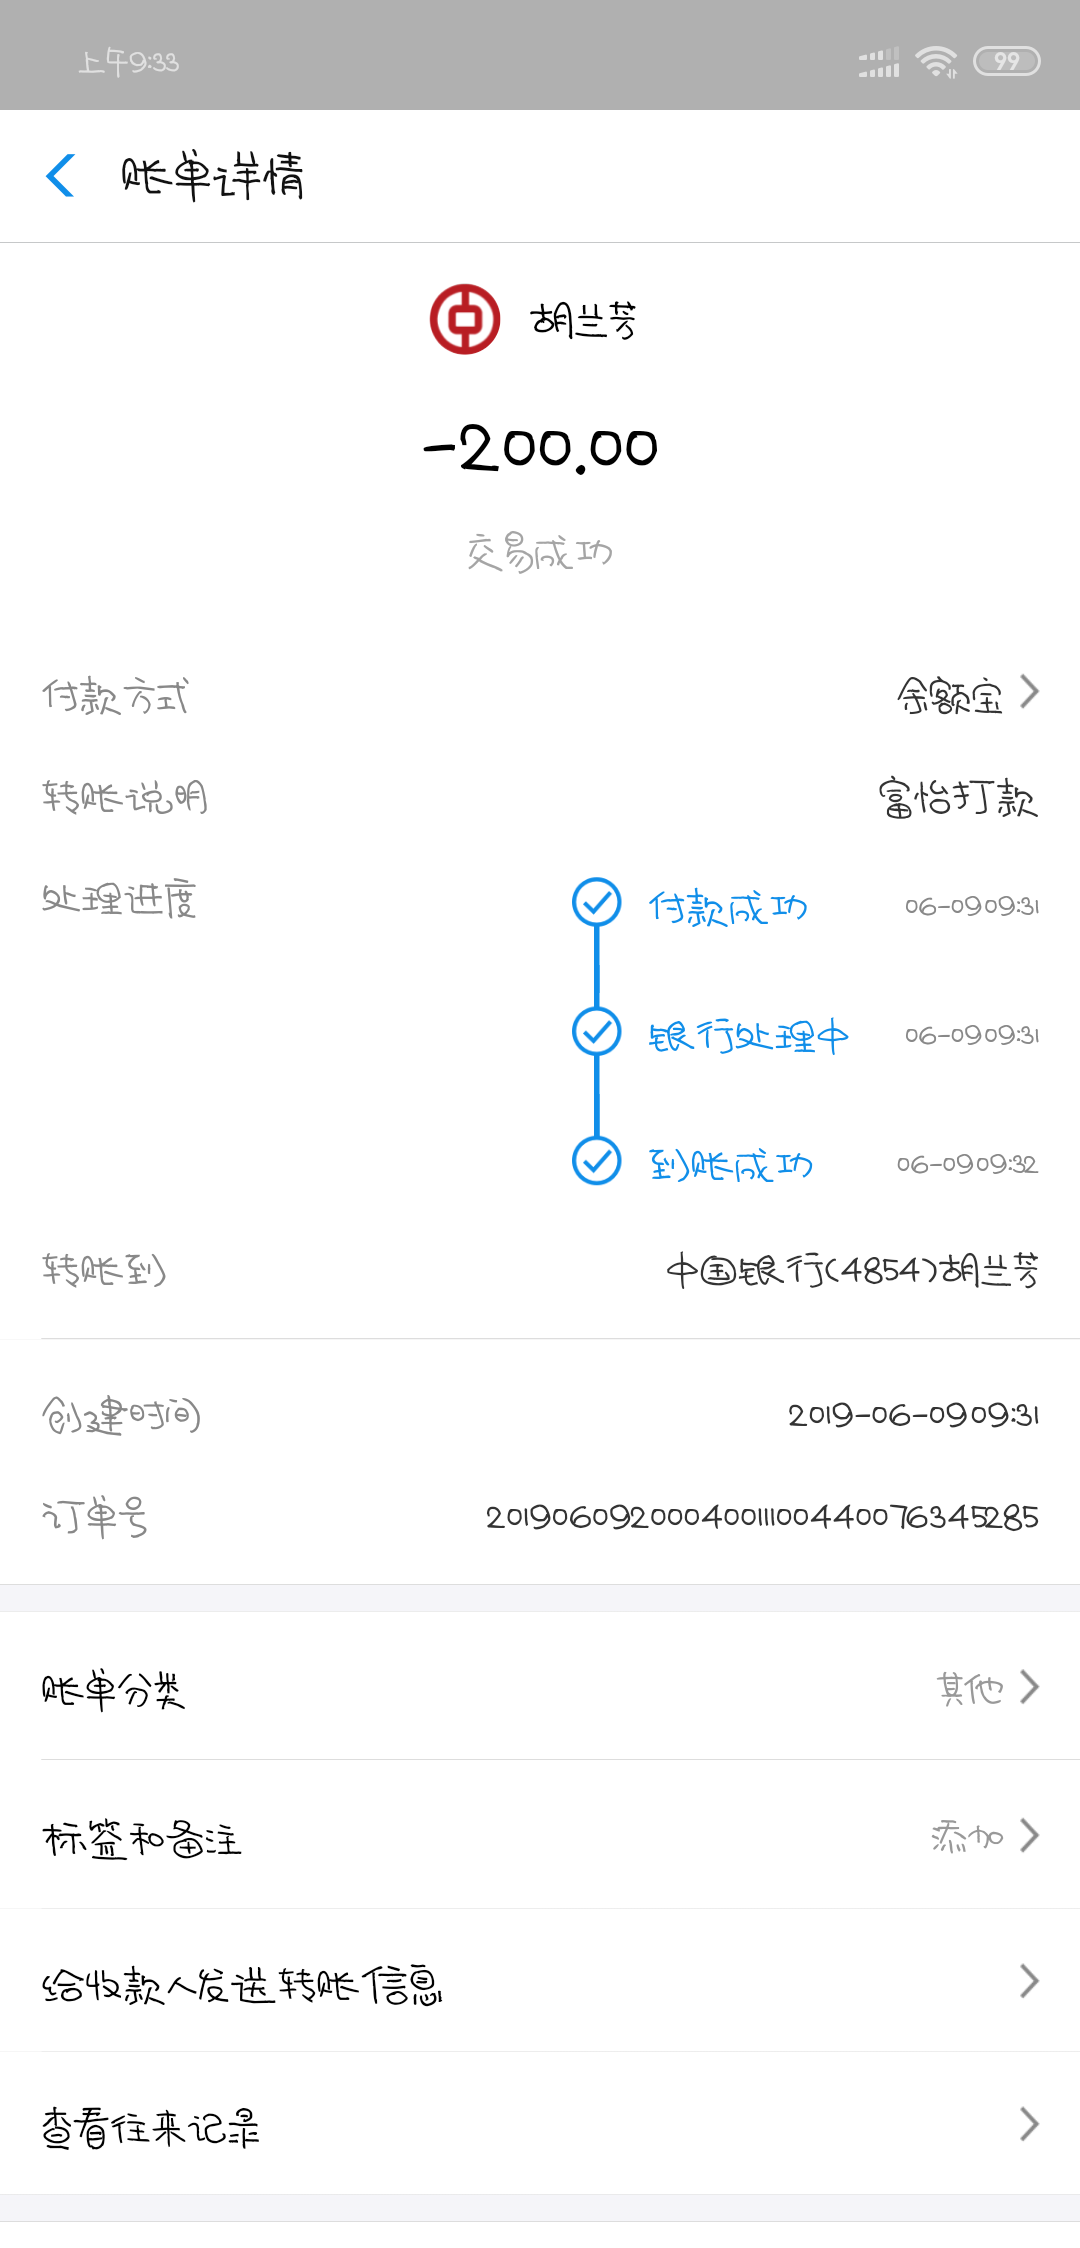 上午9:33
99
账单详情
胡兰芳
-200.00
交易成功
付款方式 余额宝
转账说明 富怡打款
处理进度 付款成功 06-09 09:31
银行处理中 06-09 09:31
到账成功 06-09 09:32
转账到 中国银行(4854)胡兰芳
创建时间 2019-06-09 09:31
订单号 20190609200040011100440076345285
账单分类 其他
标签和备注 添加
给收款人发送转账信息
查看往来记录